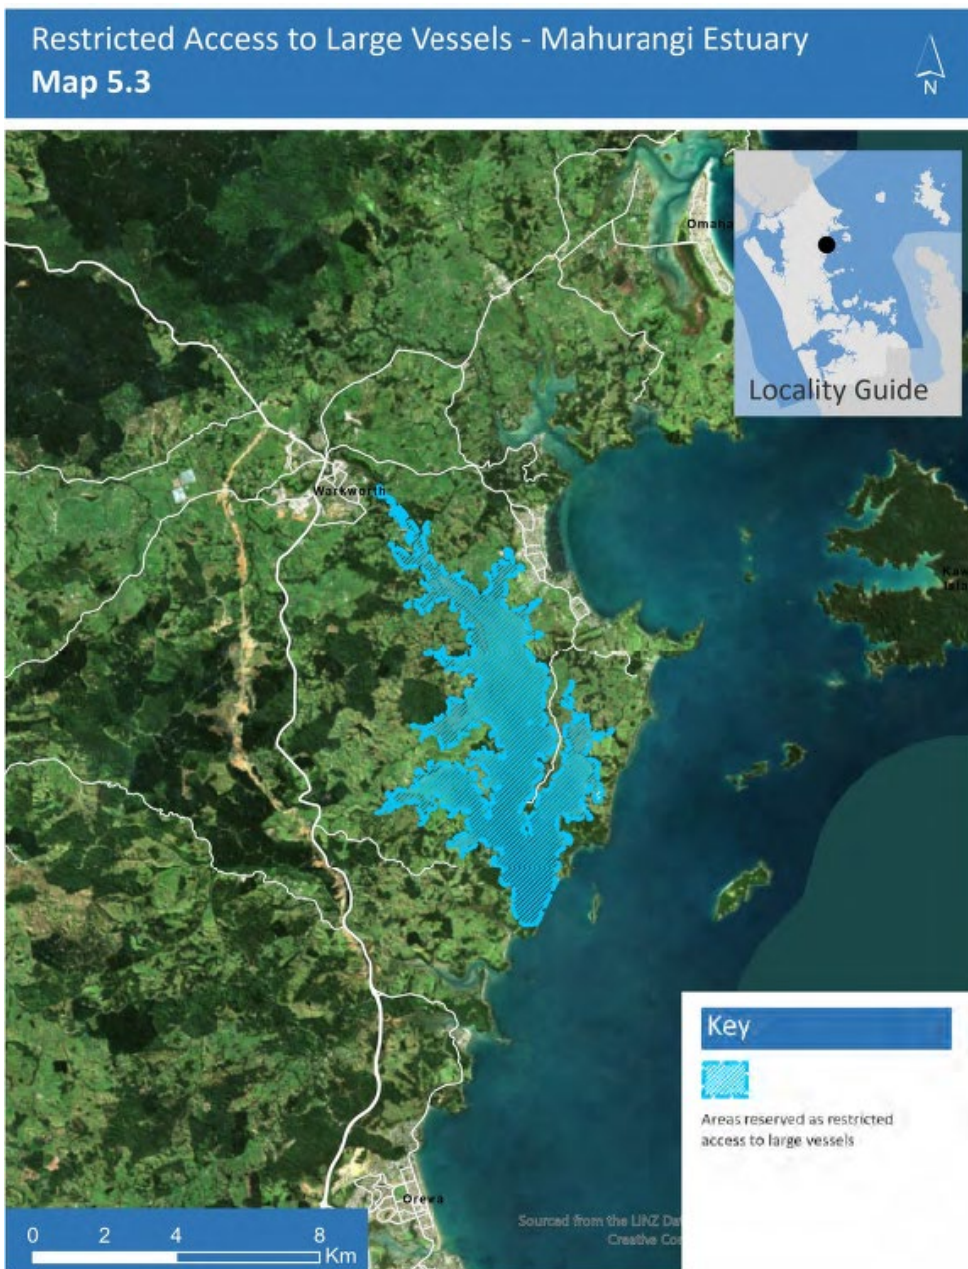 Restricted Access to Large Vessels - Mahurangi Estuary
Map 5.3
N
Omaha
Locality Guide
Warkworth
Key
Areas reserved as restricted
access to large vessels
Orewa
0 2 4 8
Km
Sourced from the LINZ
Creative